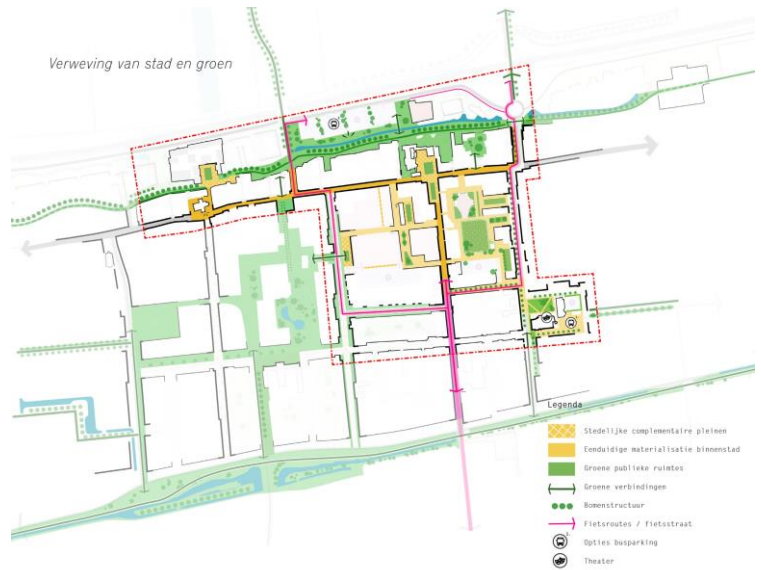 Verweving van stad en groen
Legenda
Stedelijke complementaire pleinen
Eenduidige materialisatie binnenstad
Groene publieke ruimtes
Groene verbindingen
Bomenstructuur
Fietsroutes / fietsstraat
Opties busparking
Theater